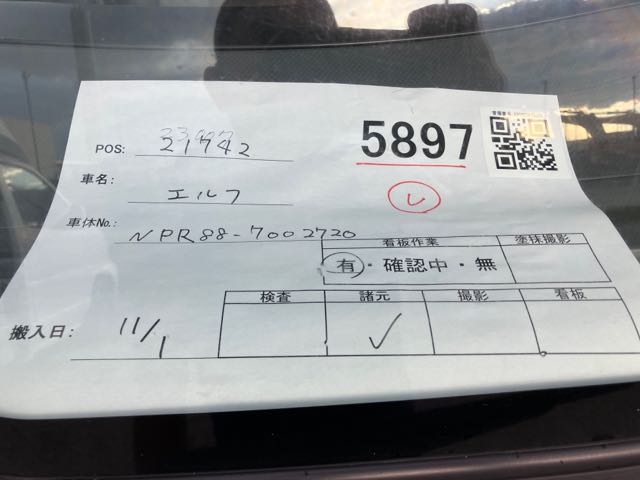 5897
POS: 21742
車名: エルフ
レ
車体No.: NPR88-7002720
看板作業 塗抹撮影
有・確認中・無
検査 諸元 撮影 看板
搬入日: 11/1 ✓